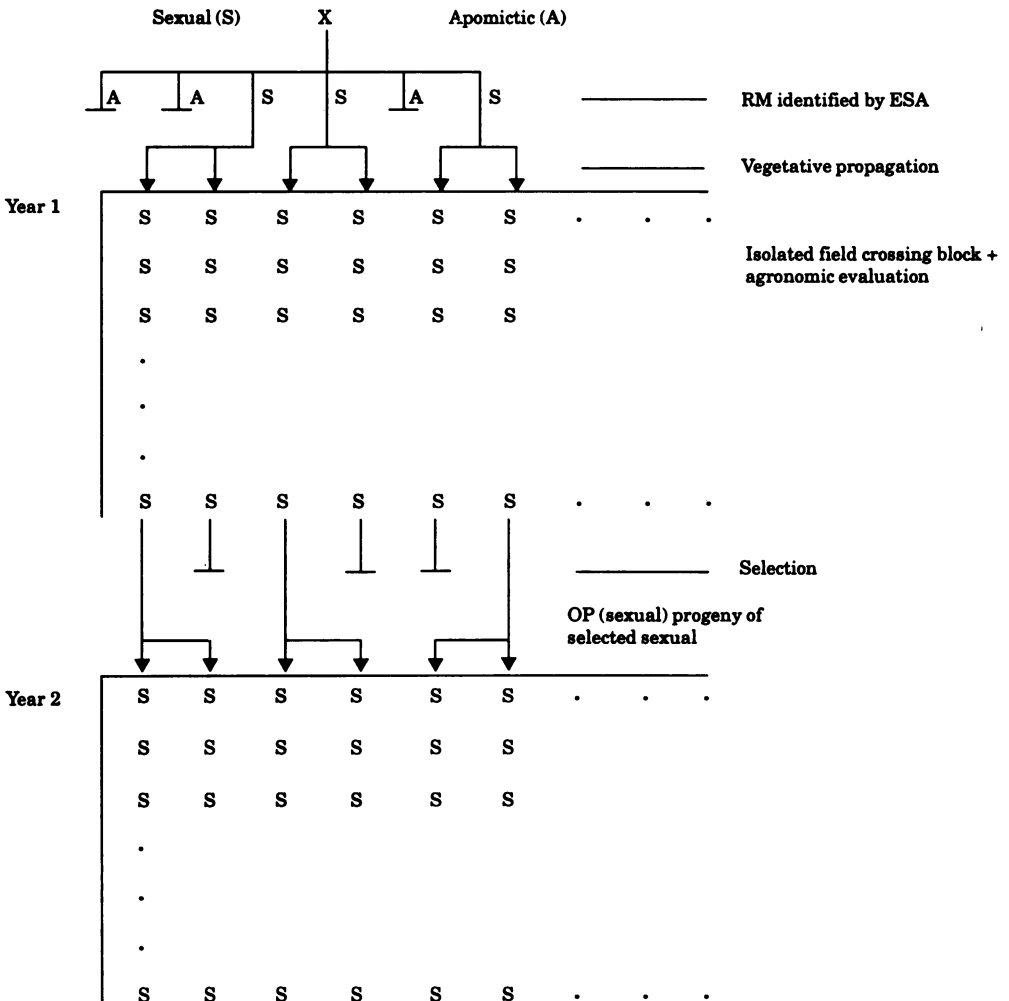 Sexual (S) X Apomictic (A)
A A S S A S
RM identified by ESA
Vegetative propagation
Year 1
S S S S S S . . .
Isolated field crossing block +
agronomic evaluation
S S S S S S
S S S S S S
.
.
.
S S S S S S . . .
Selection
OP (sexual) progeny of
selected sexual
Year 2
S S S S S S . . .
S S S S S S
S S S S S S
.
.
.
S S S S S S . . .